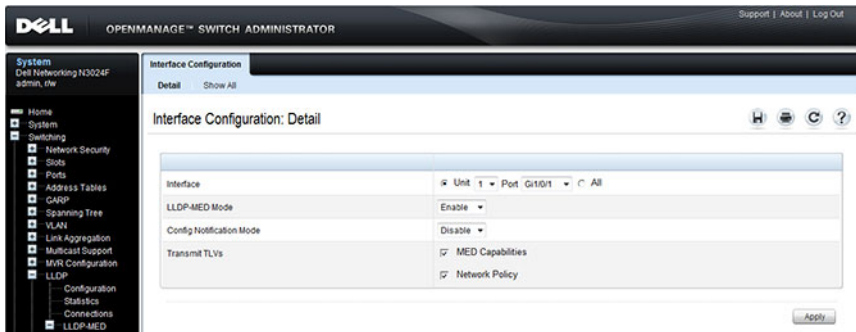 Support | About | Log Out
DELL OPENMANAGE™ SWITCH ADMINISTRATOR
System
Dell Networking N3024F
admin, r/w
Home
System
Switching
Network Security
Slots
Ports
Address Tables
GARP
Spanning Tree
VLAN
Link Aggregation
Multicast Support
MVR Configuration
LLDP
Configuration
Statistics
Connections
LLDP-MED
Interface Configuration
Detail Show All
Interface Configuration: Detail
H C ?
Interface Unit 1 Port Gi1/0/1 All
LLDP-MED Mode Enable
Config Notification Mode Disable
Transmit TLVs MED Capabilities
Network Policy
Apply